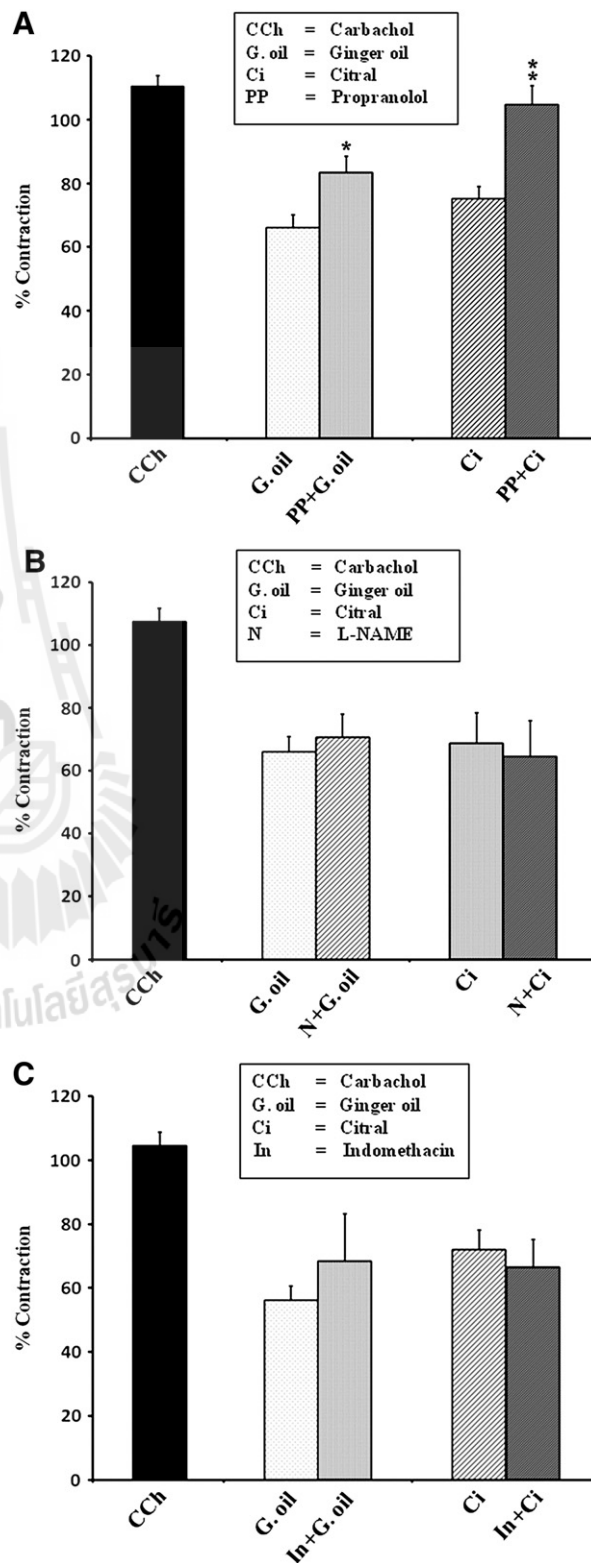 A
CCh = Carbachol
G. oil = Ginger oil
Ci = Citral
PP = Propranolol
120
100
80
60
40
20
0
% Contraction
*
**
CCh
G. oil
PP+G. oil
Ci
PP+Ci
B
CCh = Carbachol
G. oil = Ginger oil
Ci = Citral
N = L-NAME
120
100
80
60
40
20
0
% Contraction
CCh
G. oil
N+G. oil
Ci
N+Ci
C
CCh = Carbachol
G. oil = Ginger oil
Ci = Citral
In = Indomethacin
120
100
80
60
40
20
0
% Contraction
CCh
G. oil
In+G. oil
Ci
In+Ci